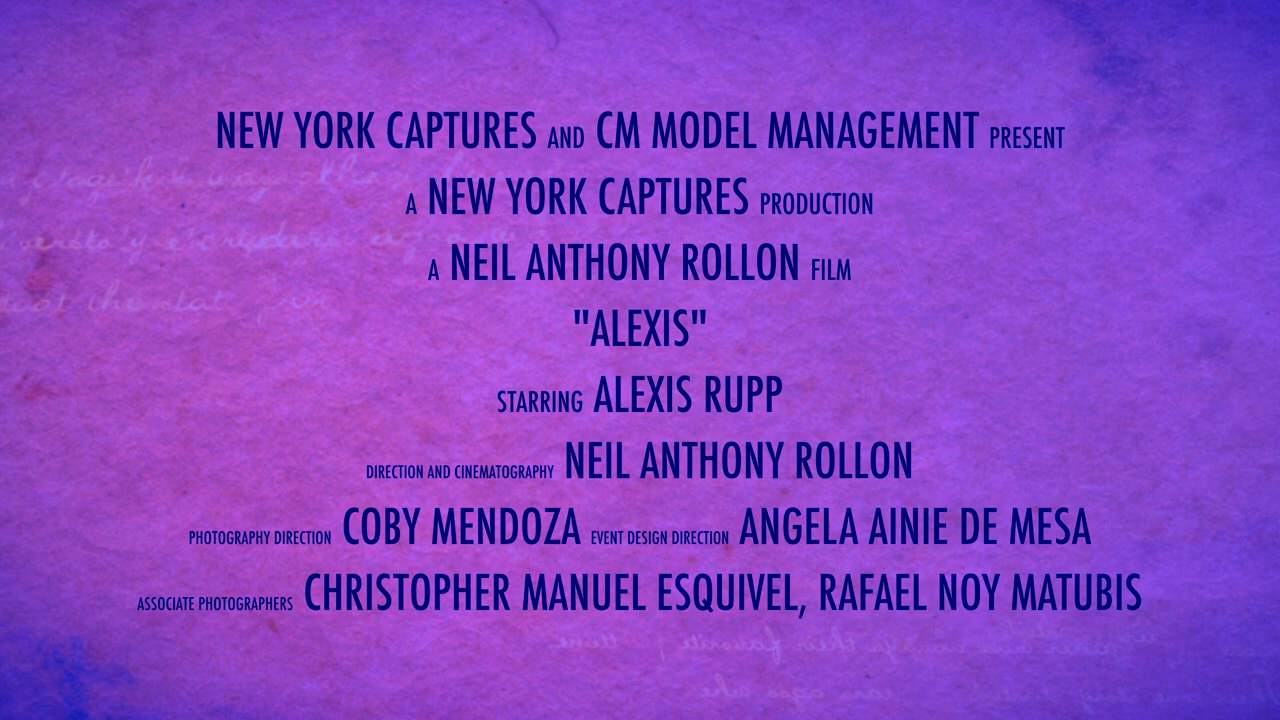 NEW YORK CAPTURES AND CM MODEL MANAGEMENT PRESENT
A NEW YORK CAPTURES PRODUCTION
A NEIL ANTHONY ROLLON FILM
"ALEXIS"
STARRING ALEXIS RUPP
DIRECTION AND CINEMATOGRAPHY NEIL ANTHONY ROLLON
PHOTOGRAPHY DIRECTION COBY MENDOZA EVENT DESIGN DIRECTION ANGELA AINIE DE MESA
ASSOCIATE PHOTOGRAPHERS CHRISTOPHER MANUEL ESQUIVEL, RAFAEL NOY MATUBIS